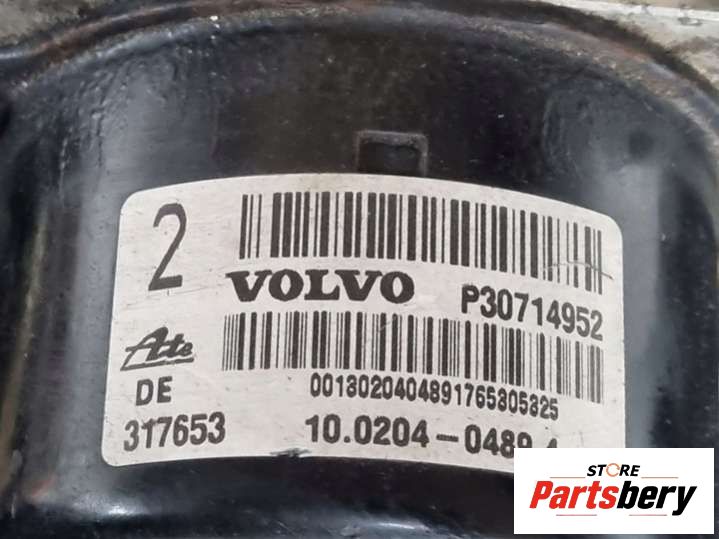 2
VOLVO P30714952
Ate
DE 00130204048917653053​25
317653 10.0204-0489.4
STORE
Partsbery